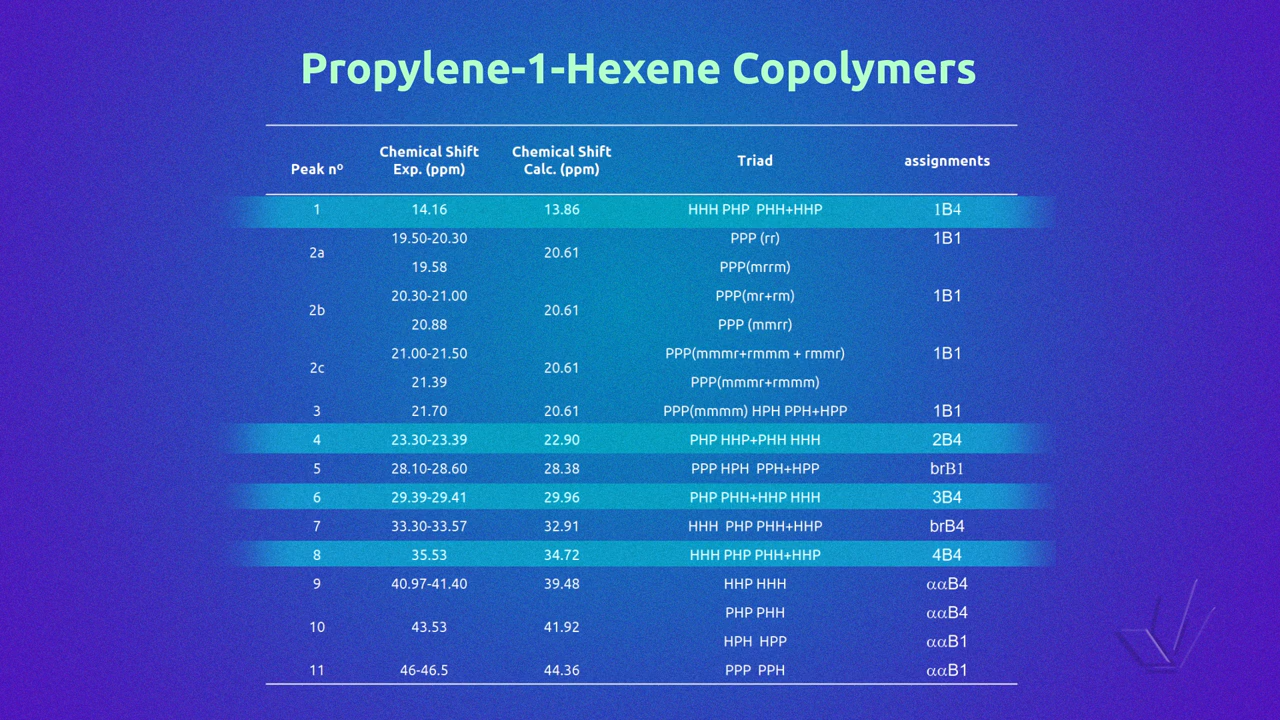 Propylene-1-Hexene Copolymers
Peak nº Chemical Shift Exp. (ppm) Chemical Shift Calc. (ppm) Triad assignments
1 14.16 13.86 HHH PHP PHH+HHP 1B4
2a 19.50-20.30 20.61 PPP (rr) 1B1
19.58 PPP(mrrm)
2b 20.30-21.00 20.61 PPP(mr+rm) 1B1
20.88 PPP (mmrr)
2c 21.00-21.50 20.61 PPP(mmmr+rmmm + rmmr) 1B1
21.39 PPP(mmmr+rmmm)
3 21.70 20.61 PPP(mmmm) HPH PPH+HPP 1B1
4 23.30-23.39 22.90 PHP HHP+PHH HHH 2B4
5 28.10-28.60 28.38 PPP HPH PPH+HPP brB1
6 29.39-29.41 29.96 PHP PHH+HHP HHH 3B4
7 33.30-33.57 32.91 HHH PHP PHH+HHP brB4
8 35.53 34.72 HHH PHP PHH+HHP 4B4
9 40.97-41.40 39.48 HHP HHH ααB4
10 43.53 41.92 PHP PHH ααB4
HPH HPP ααB1
11 46-46.5 44.36 PPP PPH ααB1